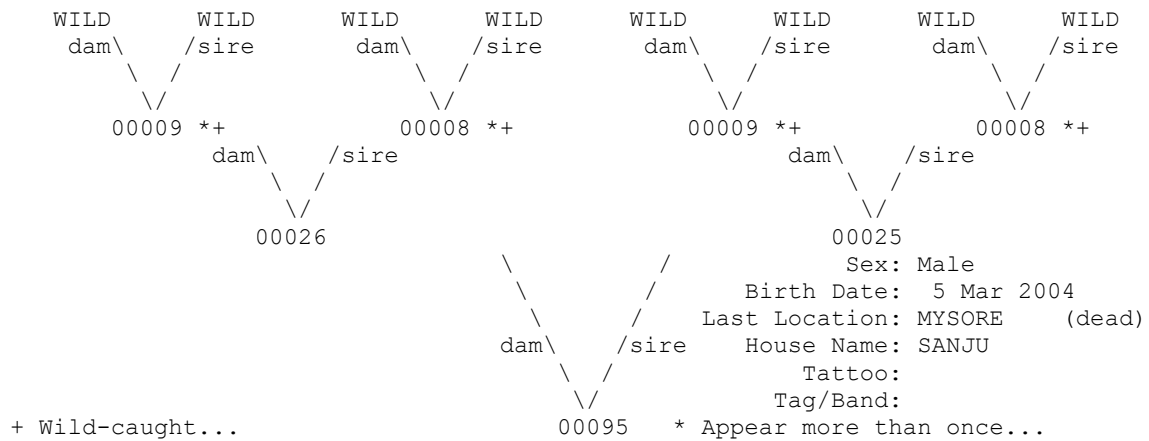 WILD WILD WILD WILD WILD WILD WILD WILD
dam\ /sire dam\ /sire dam\ /sire dam\ /sire
\ / \ / \ / \ /
\/ \/ \/ \/
00009 *+ 00008 *+ 00009 *+ 00008 *+
dam\ /sire dam\ /sire
\ / \ /
\/ \/
00026 00025
\ / Sex: Male
\ / Birth Date: 5 Mar 2004
\ / Last Location: MYSORE (dead)
dam\ /sire House Name: SANJU
\ / Tattoo:
\/ Tag/Band:
+ Wild-caught... 00095 * Appear more than once...